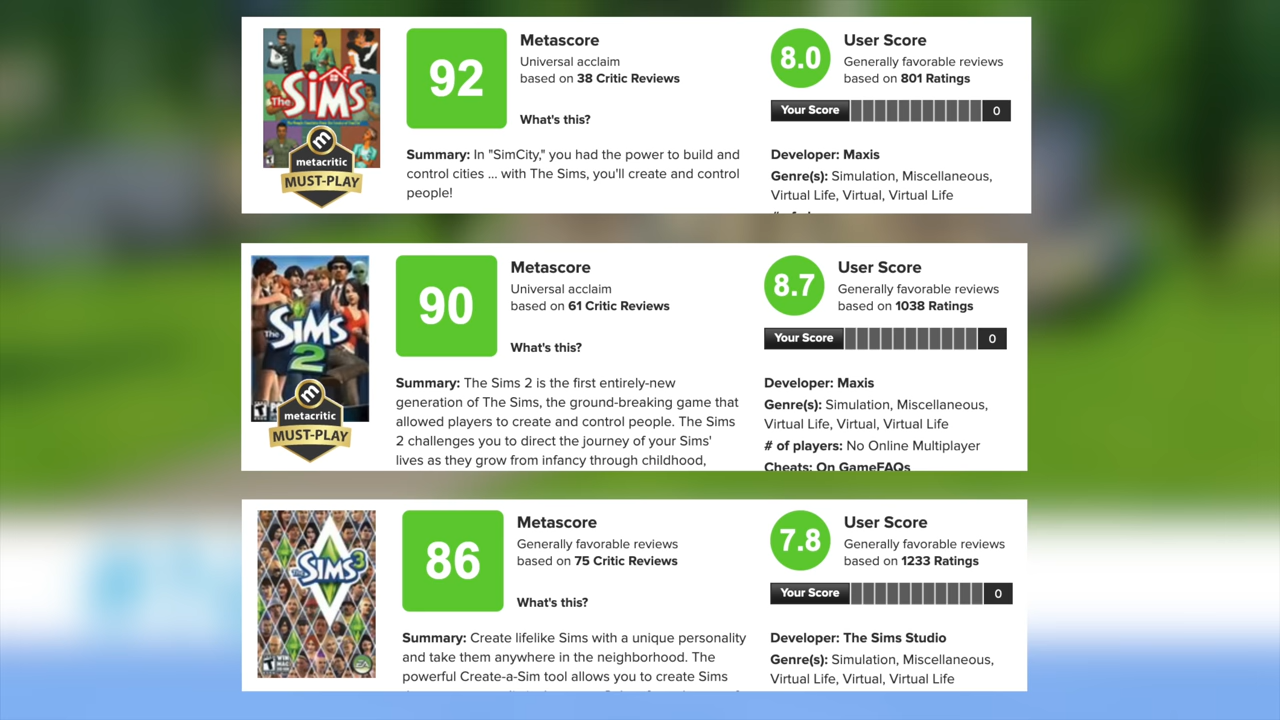 The SIMS
metacritic
MUST-PLAY
92
Metascore
Universal acclaim
based on 38 Critic Reviews
What's this?
Summary: In "SimCity," you had the power to build and
control cities ... with The Sims, you'll create and control
people!
8.0
User Score
Generally favorable reviews
based on 801 Ratings
Your Score 0
Developer: Maxis
Genre(s): Simulation, Miscellaneous,
Virtual Life, Virtual, Virtual Life
The SIMS
2
metacritic
MUST-PLAY
90
Metascore
Universal acclaim
based on 61 Critic Reviews
What's this?
Summary: The Sims 2 is the first entirely-new
generation of The Sims, the ground-breaking game that
allowed players to create and control people. The Sims
2 challenges you to direct the journey of your Sims'
lives as they grow from infancy through childhood,
8.7
User Score
Generally favorable reviews
based on 1038 Ratings
Your Score 0
Developer: Maxis
Genre(s): Simulation, Miscellaneous,
Virtual Life, Virtual, Virtual Life
# of players: No Online Multiplayer
Cheats: On GameFAQs
The SIMS 3
EA
86
Metascore
Generally favorable reviews
based on 75 Critic Reviews
What's this?
Summary: Create lifelike Sims with a unique personality
and take them anywhere in the neighborhood. The
powerful Create-a-Sim tool allows you to create Sims
7.8
User Score
Generally favorable reviews
based on 1233 Ratings
Your Score 0
Developer: The Sims Studio
Genre(s): Simulation, Miscellaneous,
Virtual Life, Virtual, Virtual Life